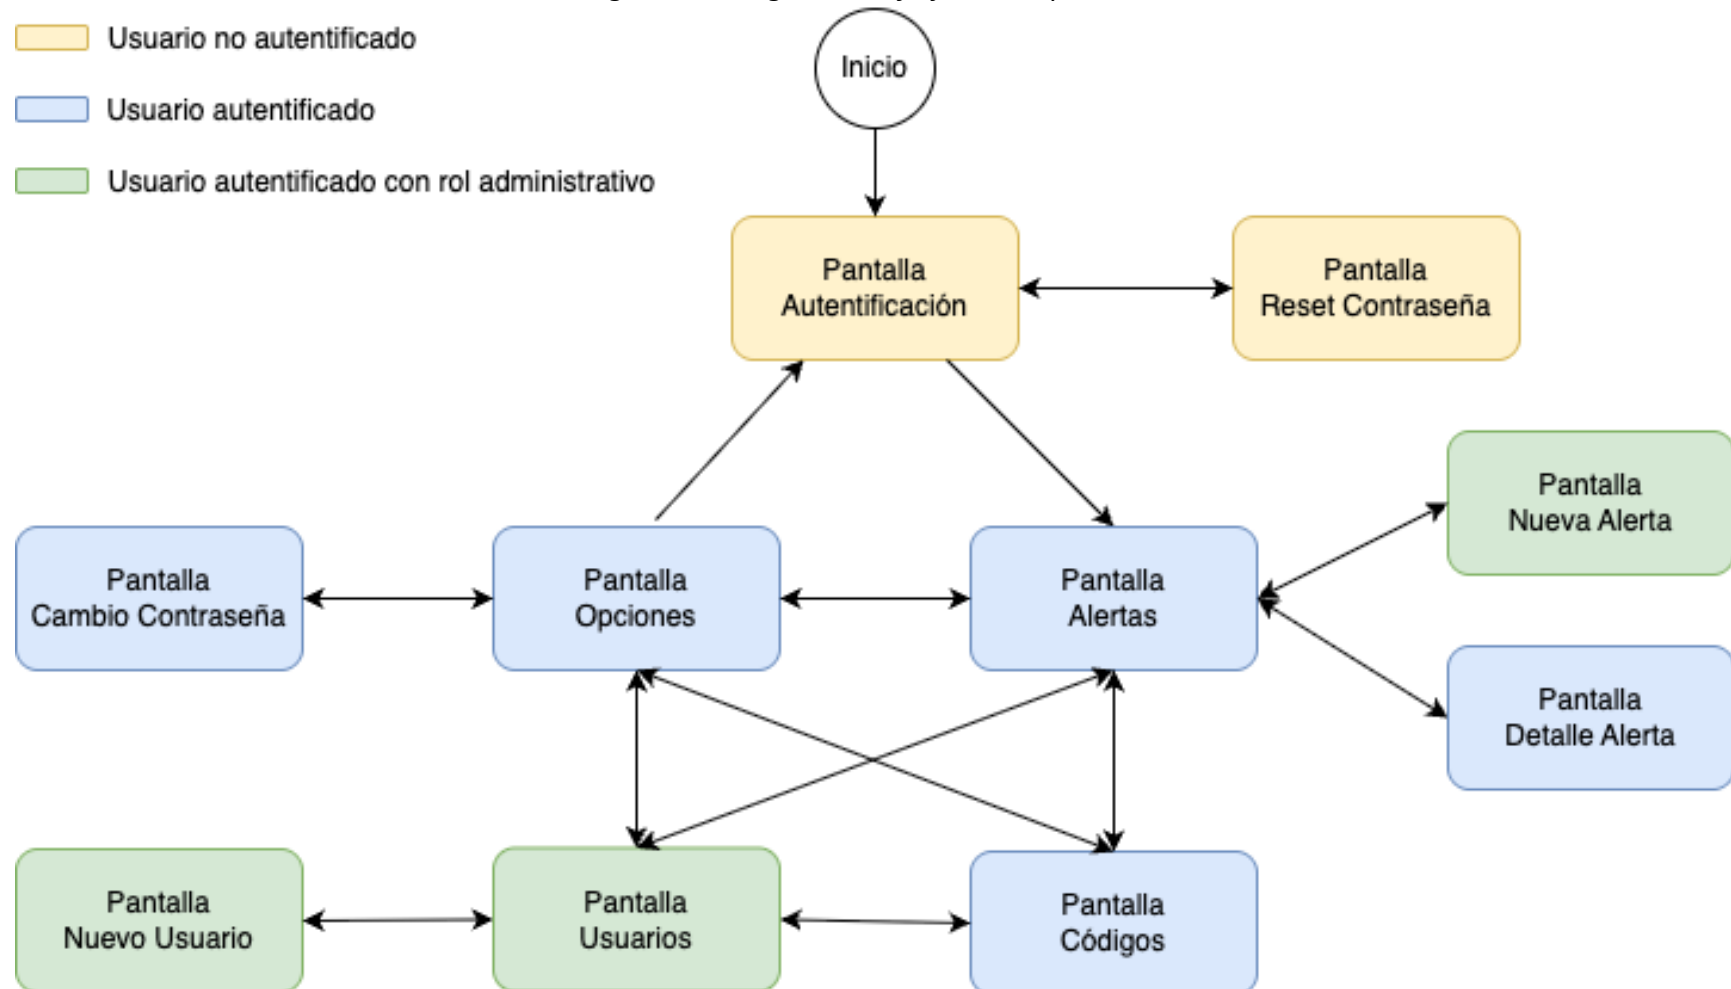 Usuario no autentificado
Usuario autentificado
Usuario autentificado con rol administrativo
Inicio
Pantalla
Autentificación
Pantalla
Reset Contraseña
Pantalla
Nueva Alerta
Pantalla
Cambio Contraseña
Pantalla
Opciones
Pantalla
Alertas
Pantalla
Detalle Alerta
Pantalla
Nuevo Usuario
Pantalla
Usuarios
Pantalla
Códigos